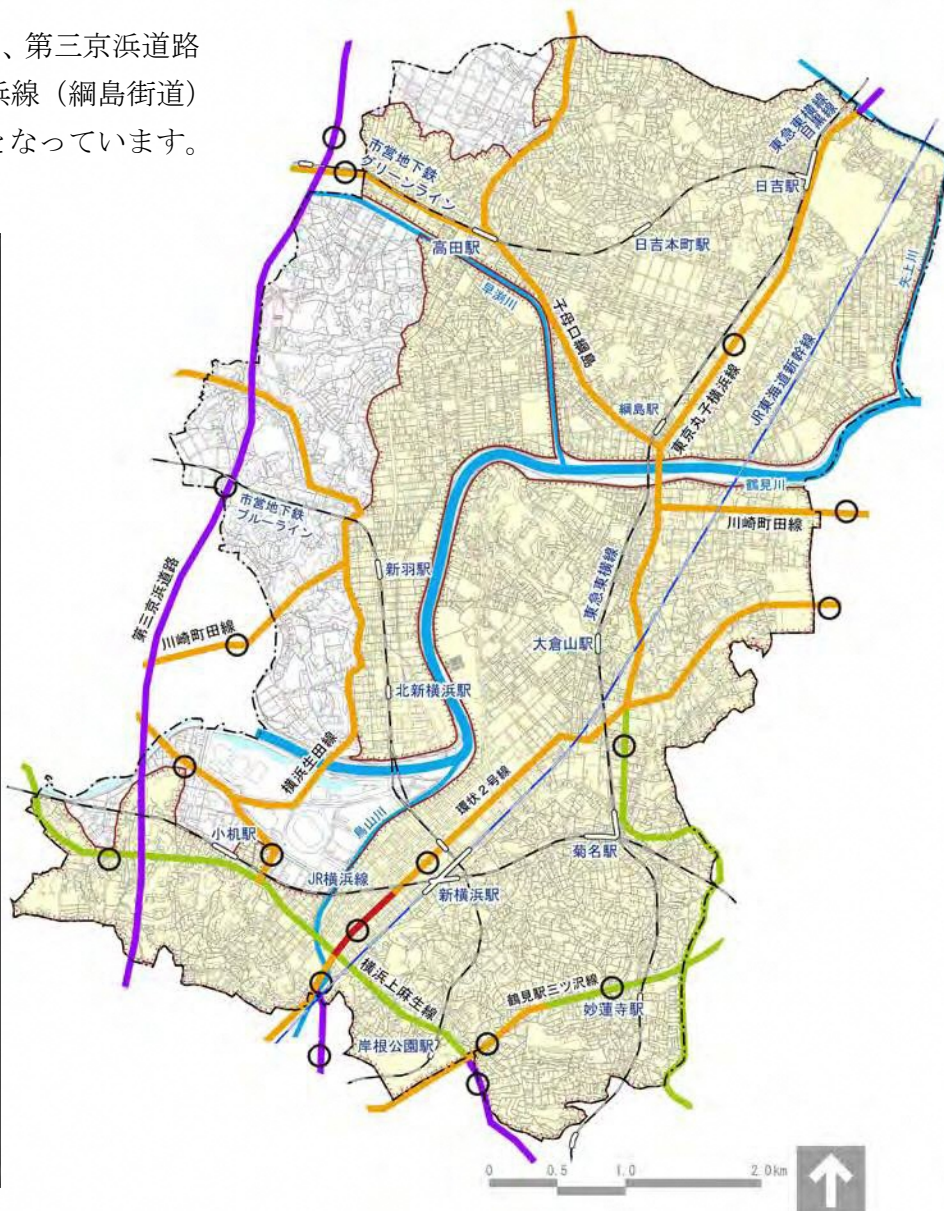 、第三京浜道路
浜線（綱島街道）
となっています。
東急東横線
目黒線
市営地下鉄
グリーンライン
日吉駅
高田駅
日吉本町駅
早渕川
矢上川
子母口綱島
東京丸子横浜線
JR東海道新幹線
綱島駅
鶴見川
市営地下鉄
ブルーライン
川崎町田線
新羽駅
東急東横線
第三京浜道路
川崎町田線
大倉山駅
北新横浜駅
横浜生田線
環状2号線
鳥山川
小机駅
菊名駅
JR横浜線
新横浜駅
横浜上麻生線
鶴見駅三ツ沢線
妙蓮寺駅
岸根公園駅
0 0.5 1.0 2.0km